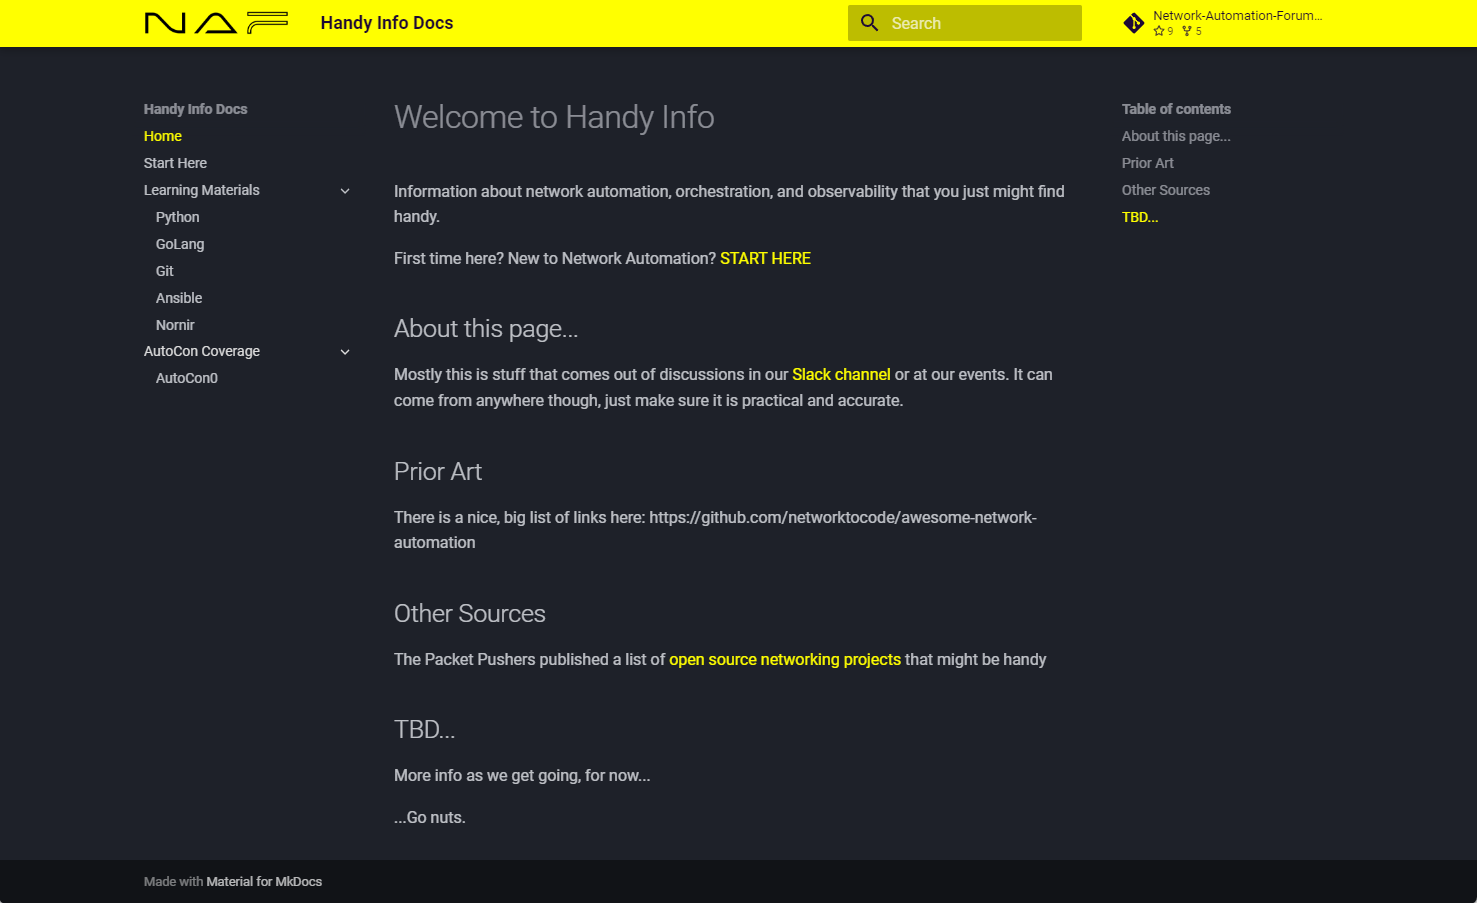 NAF
Handy Info Docs
Search
Network-Automation-Forum...
9 5
Handy Info Docs
Home
Start Here
Learning Materials
Python
GoLang
Git
Ansible
Nornir
AutoCon Coverage
AutoCon0
Welcome to Handy Info
Information about network automation, orchestration, and observability that you just might find
handy.
First time here? New to Network Automation? START HERE
About this page...
Mostly this is stuff that comes out of discussions in our Slack channel or at our events. It can
come from anywhere though, just make sure it is practical and accurate.
Prior Art
There is a nice, big list of links here: https://github.com/networktocode/awesome-network-
automation
Other Sources
The Packet Pushers published a list of open source networking projects that might be handy
TBD...
More info as we get going, for now...
...Go nuts.
Table of contents
About this page...
Prior Art
Other Sources
TBD...
Made with Material for MkDocs